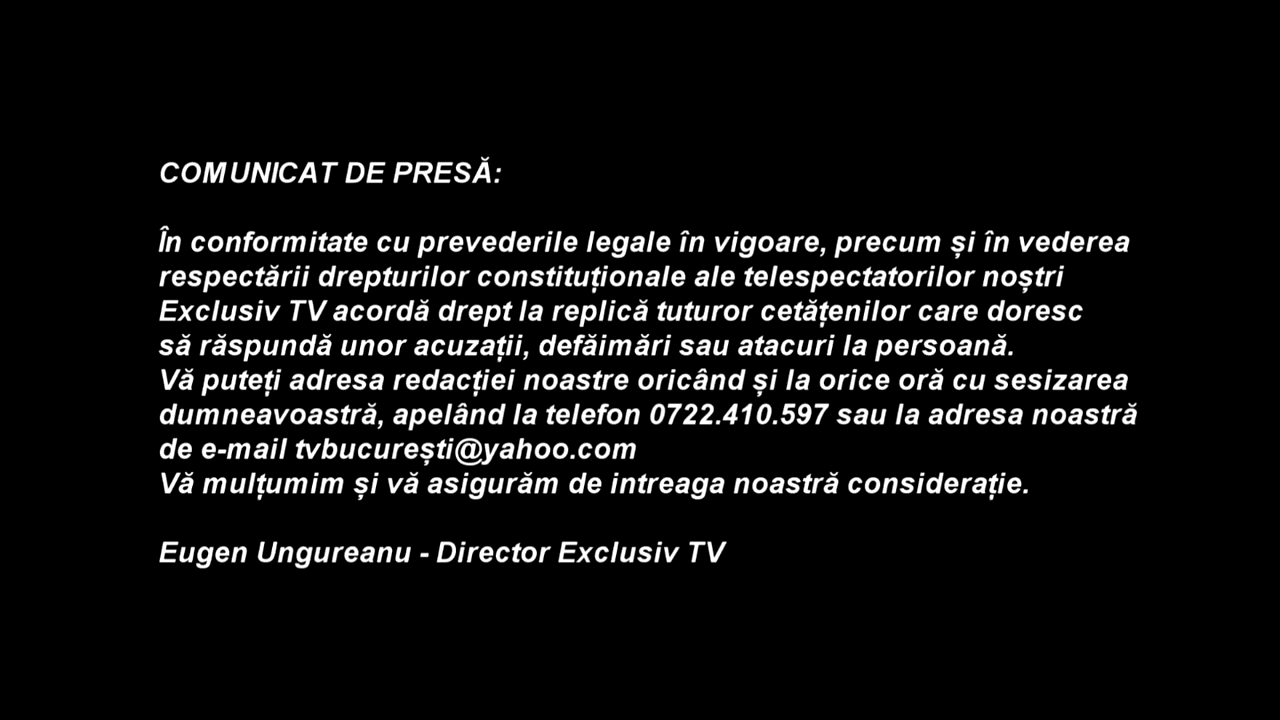 COMUNICAT DE PRESĂ:
În conformitate cu prevederile legale în vigoare, precum și în vederea
respectării drepturilor constituționale ale telespectatorilor noștri
Exclusiv TV acordă drept la replică tuturor cetățenilor care doresc
să răspundă unor acuzații, defăimări sau atacuri la persoană.
Vă puteți adresa redacției noastre oricând și la orice oră cu sesizarea
dumneavoastră, apelând la telefon 0722.410.597 sau la adresa noastră
de e-mail tvbucurești@yahoo.com
Vă mulțumim și vă asigurăm de intreaga noastră considerație.
Eugen Ungureanu - Director Exclusiv TV